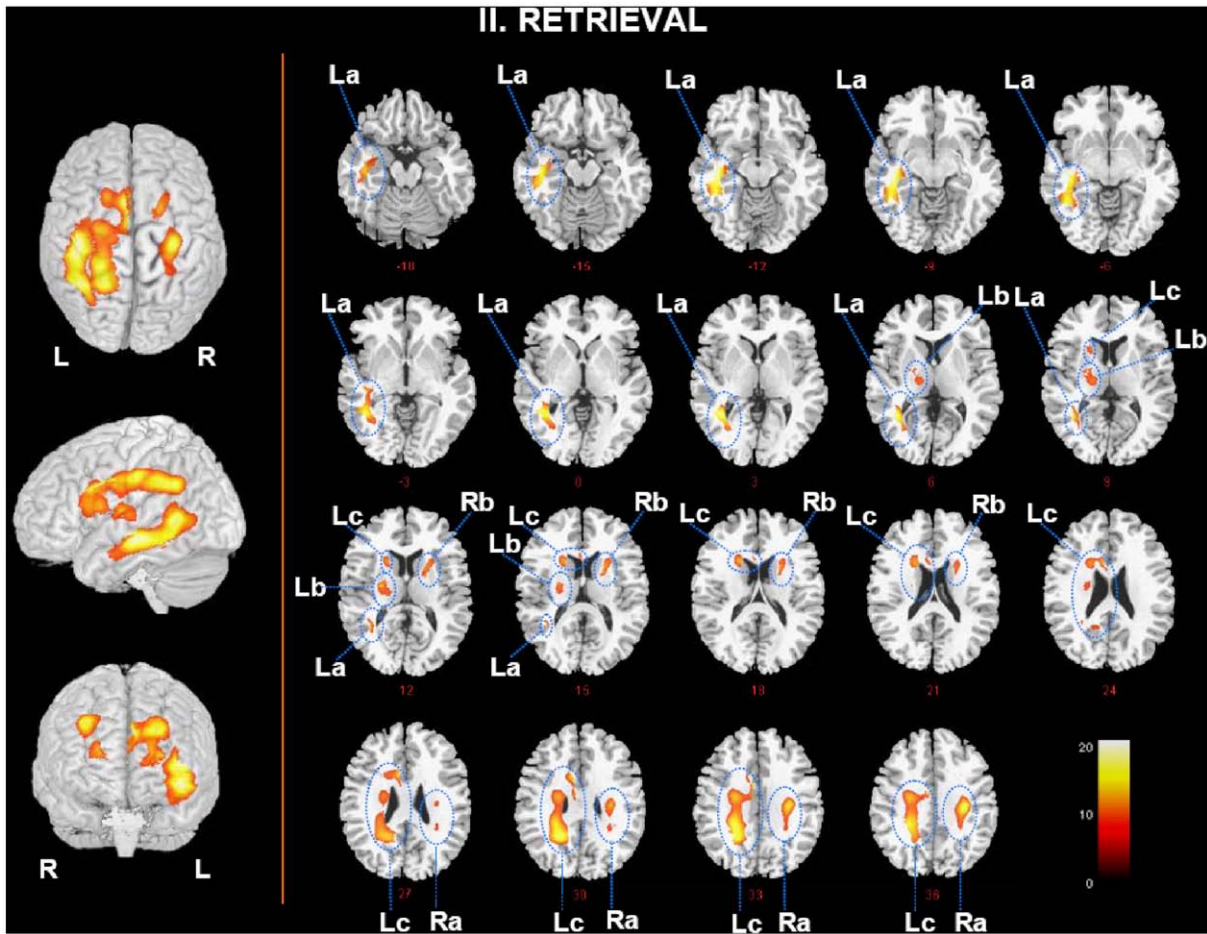 II. RETRIEVAL
La La La La La
-18 -15 -12 -9 -6
L R
La La La La Lb La Lc Lb
-3 0 3 6 9
Lc Rb Lc Rb Lc Rb Lc Rb Lc
Lb Lb
La La
12 15 18 21 24
20
10
0
R L
27 30 33 36
Lc Ra Lc Ra Lc Ra Lc Ra